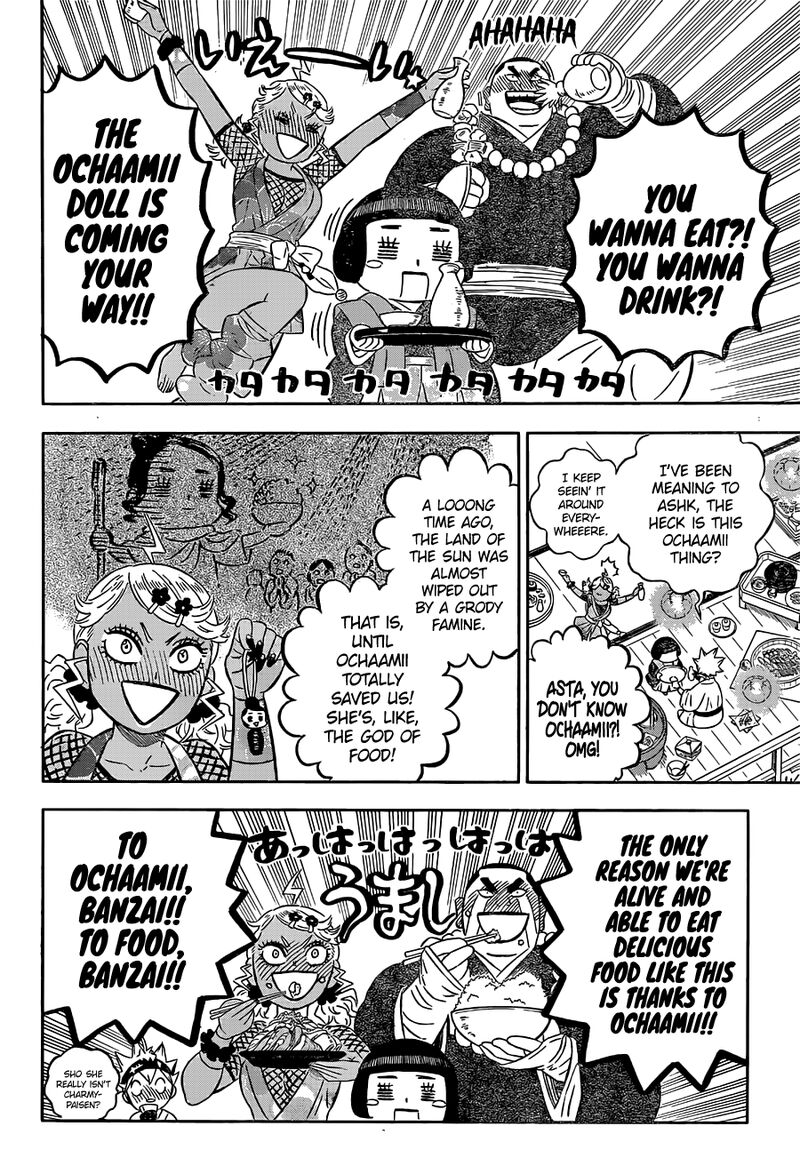 AHAHAHA
いえーーい
YOU
WANNA EAT?!
YOU WANNA
DRINK?!
THE
OCHAAMII
DOLL IS
COMING
YOUR
WAY!!
カタカタカタカタカタカタ
I'VE BEEN
MEANING TO
ASHK, THE
HECK IS THIS
OCHAAMII
THING?
I KEEP
SEEIN' IT
AROUND
EVERY-
WHEEERE.
ASTA, YOU
DON'T KNOW
OCHAAMII?!
OMG!
A LOOONG
TIME AGO,
THE LAND OF
THE SUN WAS
ALMOST
WIPED OUT
BY A GRODY
FAMINE.
THAT IS,
UNTIL
OCHAAMII
TOTALLY
SAVED US!
SHE'S, LIKE,
THE GOD OF
FOOD!
あっはっはっはっは
うまし
THE ONLY
REASON WE'RE
ALIVE AND
ABLE TO EAT
DELICIOUS
FOOD LIKE THIS
IS THANKS TO
OCHAAMII!!
TO
OCHAAMII,
BANZAI!!
TO FOOD,
BANZAI!!
SHO SHE
REALLY ISN'T
CHARMY-
PAISEN?